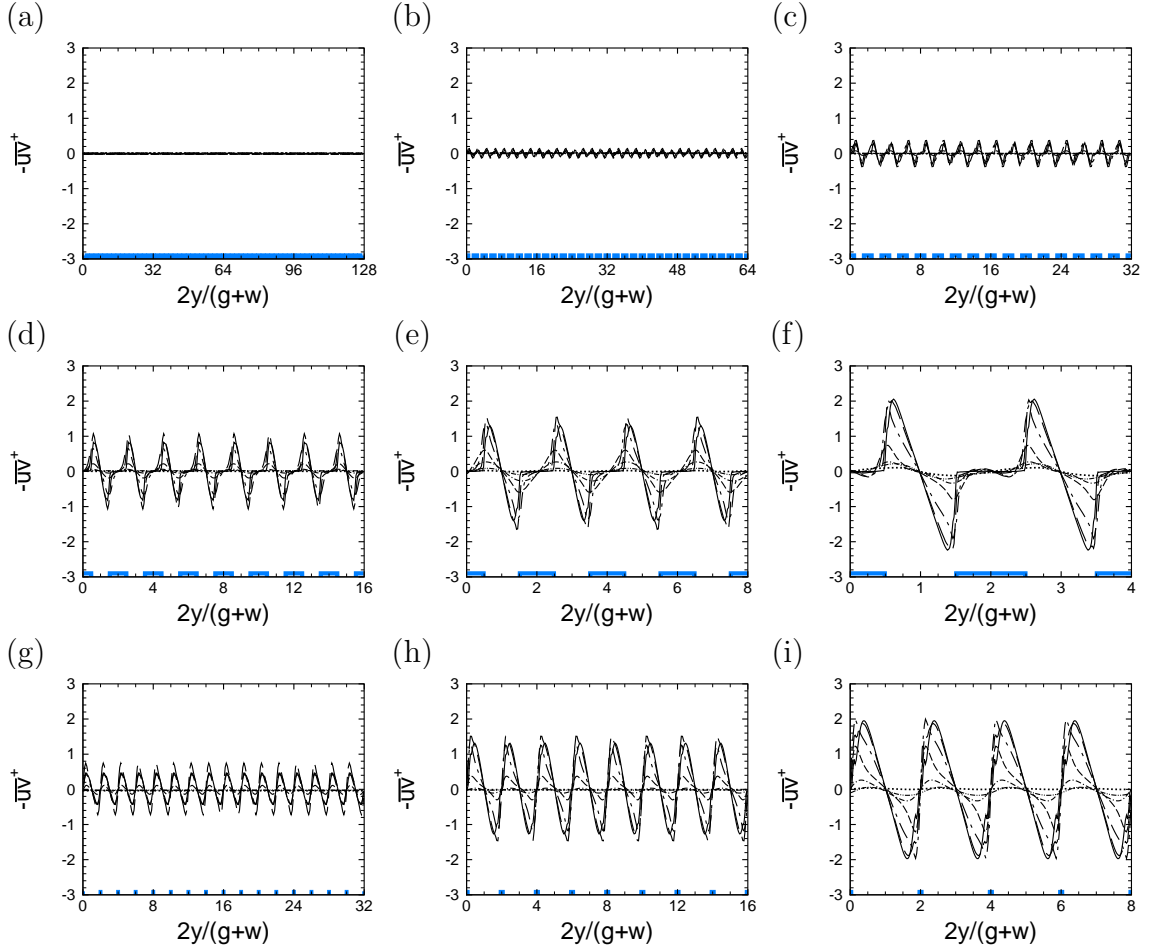 (a)
(b)
(c)
3
2
1
0
-1
-2
-3
-uv+
0 32 64 96 128
2y/(g+w)
3
2
1
0
-1
-2
-3
-uv+
0 16 32 48 64
2y/(g+w)
3
2
1
0
-1
-2
-3
-uv+
0 8 16 24 32
2y/(g+w)
(d)
(e)
(f)
3
2
1
0
-1
-2
-3
-uv+
0 4 8 12 16
2y/(g+w)
3
2
1
0
-1
-2
-3
-uv+
0 2 4 6 8
2y/(g+w)
3
2
1
0
-1
-2
-3
-uv+
0 1 2 3 4
2y/(g+w)
(g)
(h)
(i)
3
2
1
0
-1
-2
-3
-uv+
0 8 16 24 32
2y/(g+w)
3
2
1
0
-1
-2
-3
-uv+
0 4 8 12 16
2y/(g+w)
3
2
1
0
-1
-2
-3
-uv+
0 2 4 6 8
2y/(g+w)